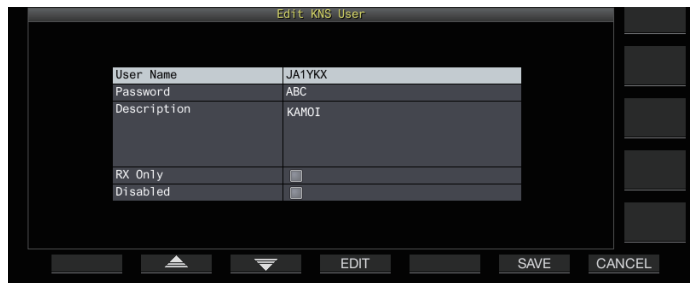 Edit KNS User
User Name JA1YKX
Password ABC
Description KAMOI
RX Only
Disabled
EDIT SAVE CANCEL